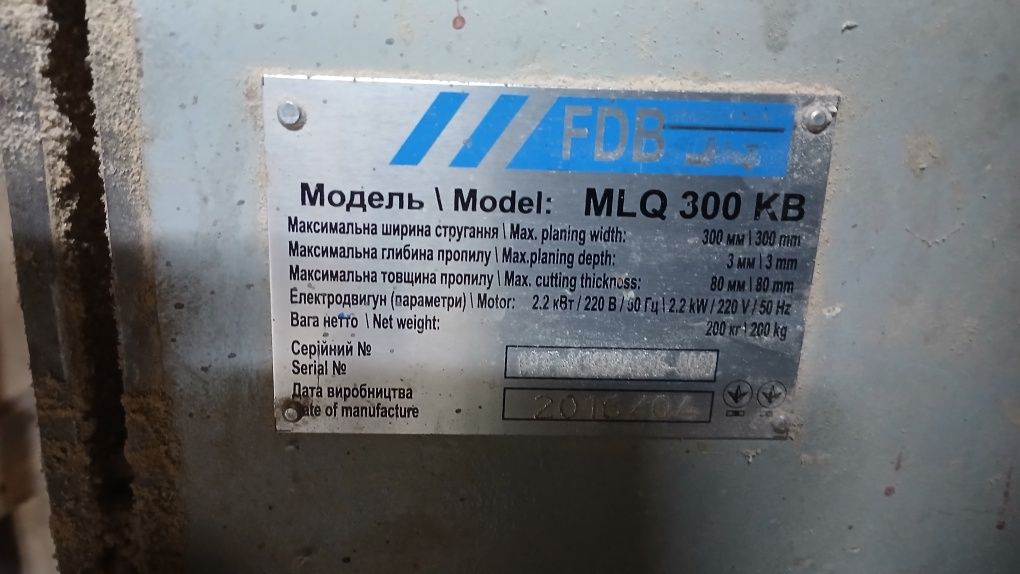 FDB
Модель \ Model: MLQ 300 KB
Максимальна ширина стругання \ Max. planing width: 300 мм \ 300 mm
Максимальна глибина пропилу \ Max.planing depth: 3 мм \ 3 mm
Максимальна товщина пропилу \ Max. cutting thickness: 80 мм \ 80 mm
Електродвигун (параметри) \ Motor: 2.2 кВт / 220 В / 50 Гц \ 2.2 kW / 220 V / 50 Hz
Вага нетто \ Net weight: 200 кг \ 200 kg
Серійний №
Serial №
Дата виробництва
Date of manufacture 2016/04